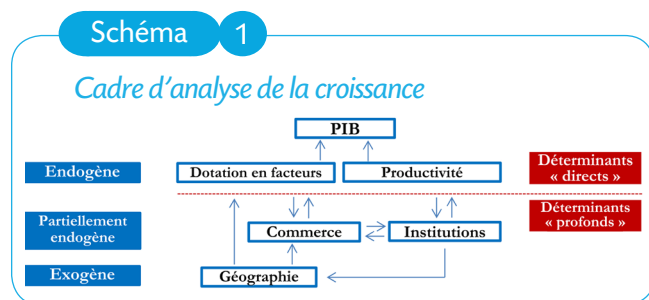 Schéma 1
Cadre d'analyse de la croissance
PIB
Endogène
Dotation en facteurs
Productivité
Déterminants
« directs »
Partiellement
endogène
Commerce
Institutions
Déterminants
« profonds »
Exogène
Géographie